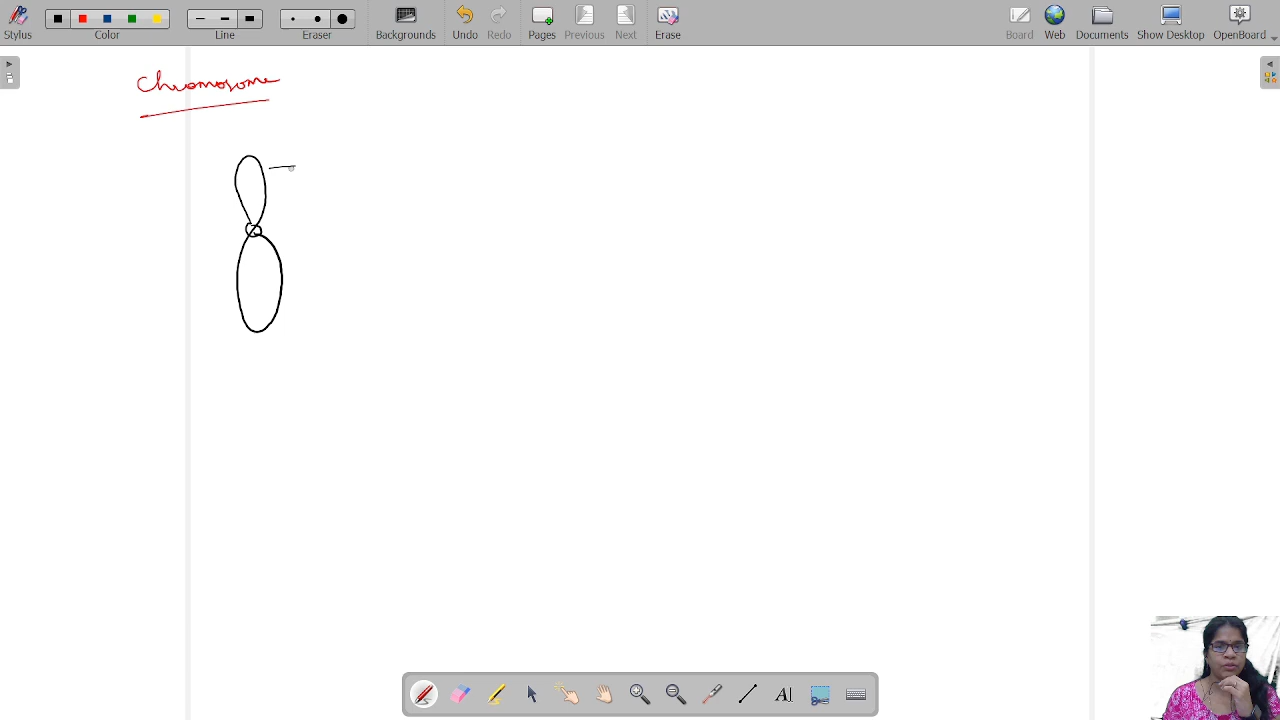 Stylus Color Line Eraser Backgrounds Undo Redo Pages Previous Next Erase Board Web Documents Show Desktop OpenBoard
Chromosome
A